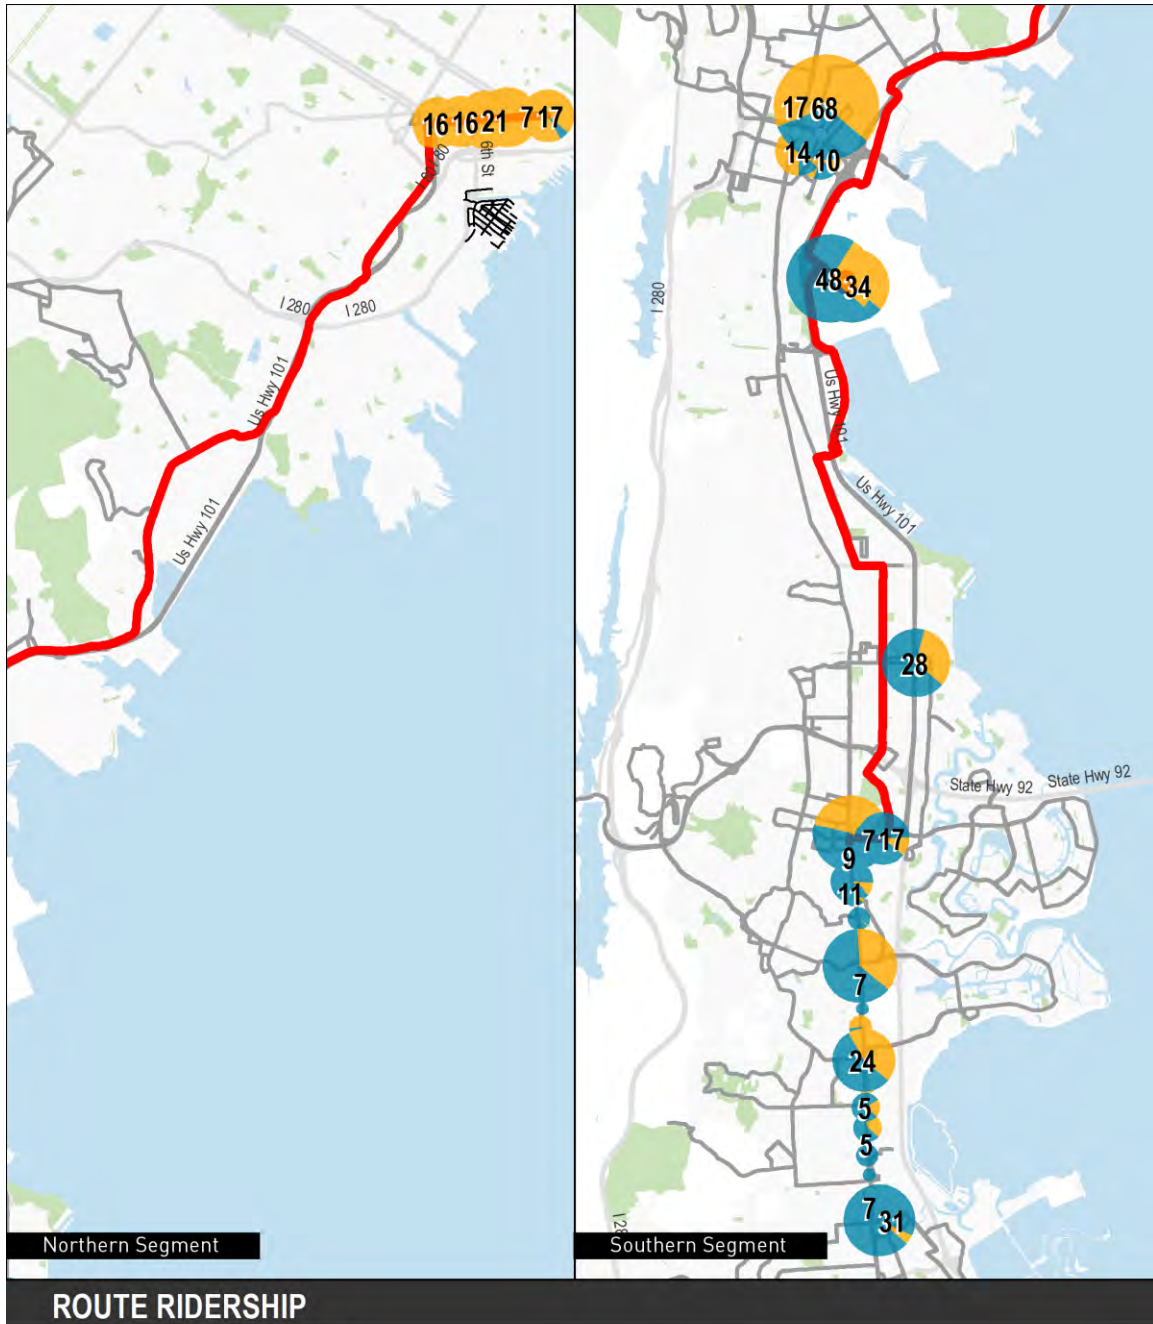 16 16 21 7 17
6th St
I 80/ 80
I 280
I 280
Us Hwy 101
Us Hwy 101
Northern Segment
17 68
14 10
I 280
48 34
Us Hwy 101
Us Hwy 101
28
State Hwy 92
State Hwy 92
7 17
9
11
7
24
5
5
7
31
Southern Segment
ROUTE RIDERSHIP